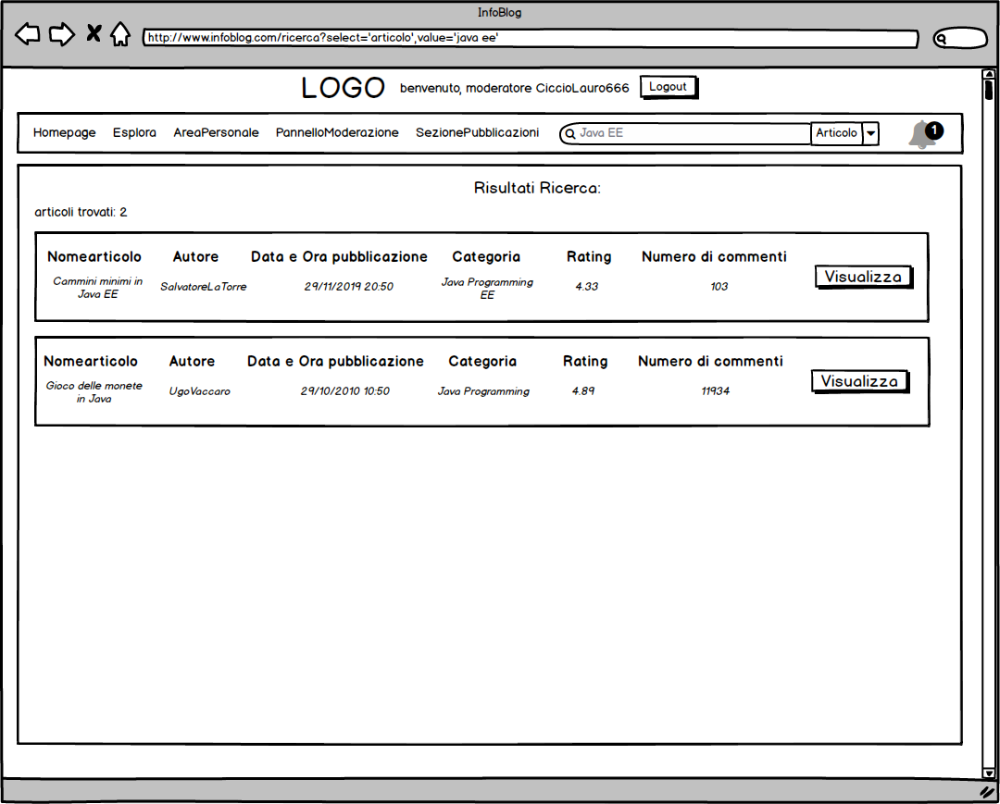 InfoBlog
http://www.infoblog.com/ricerca?select='articolo',value='java ee'
LOGO benvenuto, moderatore CiccioLauro666 Logout
Homepage Esplora AreaPersonale PannelloModerazione SezionePubblicazioni Java EE Articolo 1
Risultati Ricerca:
articoli trovati: 2
Nomearticolo Autore Data e Ora pubblicazione Categoria Rating Numero di commenti
Cammini minimi in Java EE SalvatoreLaTorre 29/11/2019 20:50 Java Programming EE 4.33 103 Visualizza
Nomearticolo Autore Data e Ora pubblicazione Categoria Rating Numero di commenti
Gioco delle monete in Java UgoVaccaro 29/10/2010 10:50 Java Programming 4.89 11934 Visualizza